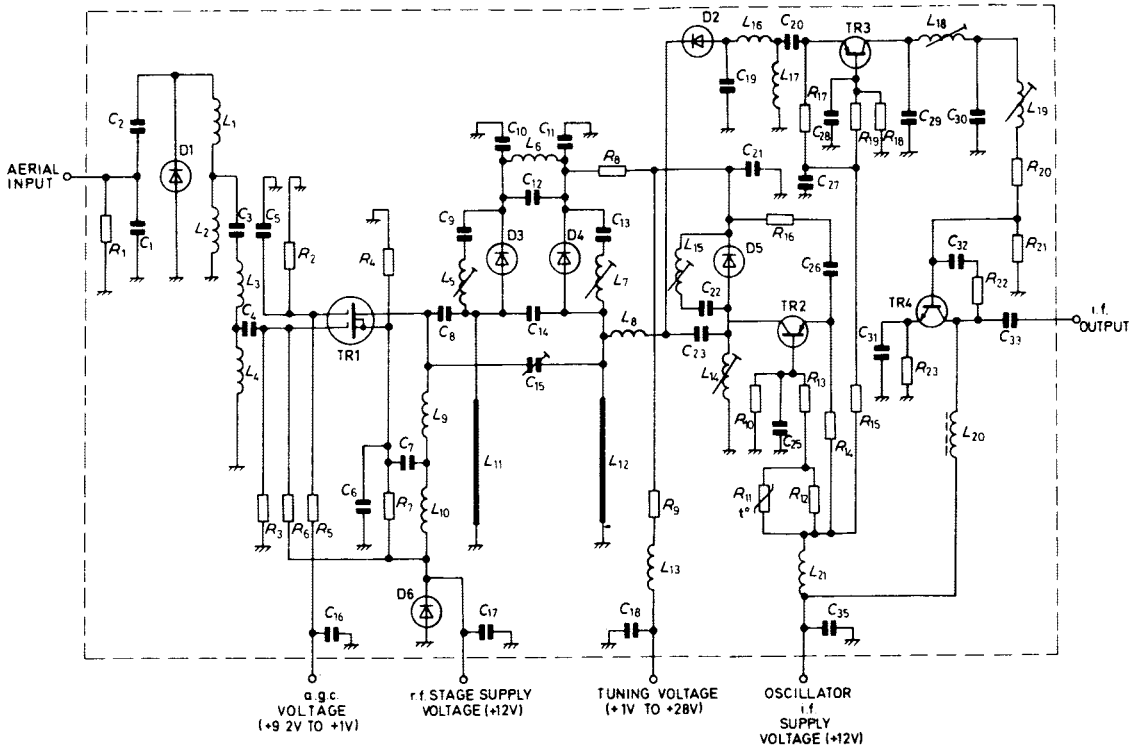 D2
L16
C20
TR3
L18
C2
L1
C19
L17
R17
C28
R19
R18
C29
C30
L19
C10
C11
L6
D1
R8
C21
C27
R20
AERIAL
INPUT
C12
R16
R1
C1
L2
C3
C5
R2
R4
C9
D3
D4
C13
L15
D5
C26
C32
R21
R22
L3
L5
L7
C22
TR2
TR4
C4
TR1
C8
C14
L8
C23
C31
C33
i.f.
OUTPUT
L4
C15
L14
R13
R23
L9
R10
C25
R14
R15
L20
C7
L11
L12
C6
R3
R6
R5
R7
L10
R9
R11
t°
R12
L13
L21
D6
C16
C17
C18
C35
a.g.c.
VOLTAGE
(+9 2V TO +1V)
r.f. STAGE SUPPLY
VOLTAGE (+12V)
TUNING VOLTAGE
(+1V TO +28V)
OSCILLATOR
i.f.
SUPPLY
VOLTAGE (+12V)